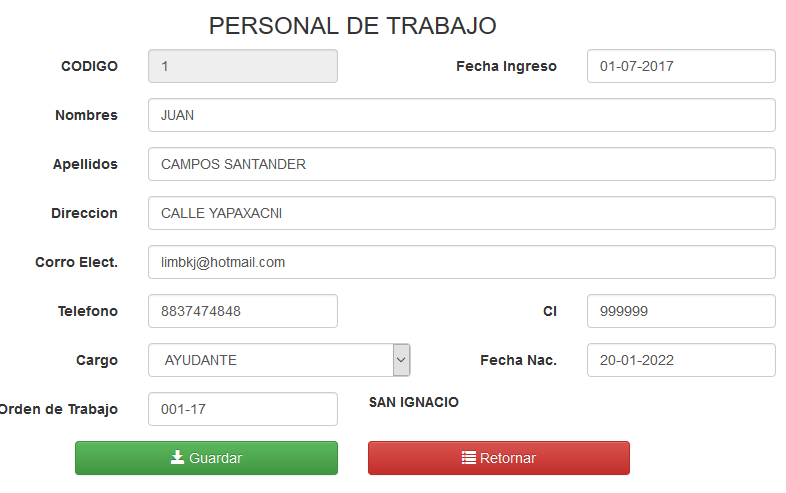 PERSONAL DE TRABAJO
CODIGO 1 Fecha Ingreso 01-07-2017
Nombres JUAN
Apellidos CAMPOS SANTANDER
Direccion CALLE YAPAXACNI
Corro Elect. limbkj@hotmail.com
Telefono 8837474848 CI 999999
Cargo AYUDANTE Fecha Nac. 20-01-2022
Orden de Trabajo 001-17 SAN IGNACIO
Guardar Retornar